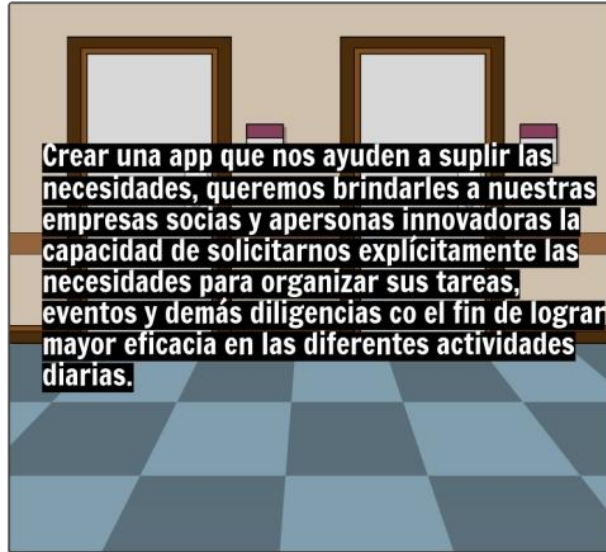 Crear una app que nos ayuden a suplir las
necesidades, queremos brindarles a nuestras
empresas socias y apersonas innovadoras la
capacidad de solicitarnos explícitamente las
necesidades para organizar sus tareas,
eventos y demás diligencias co el fin de lograr
mayor eficacia en las diferentes actividades
diarias.